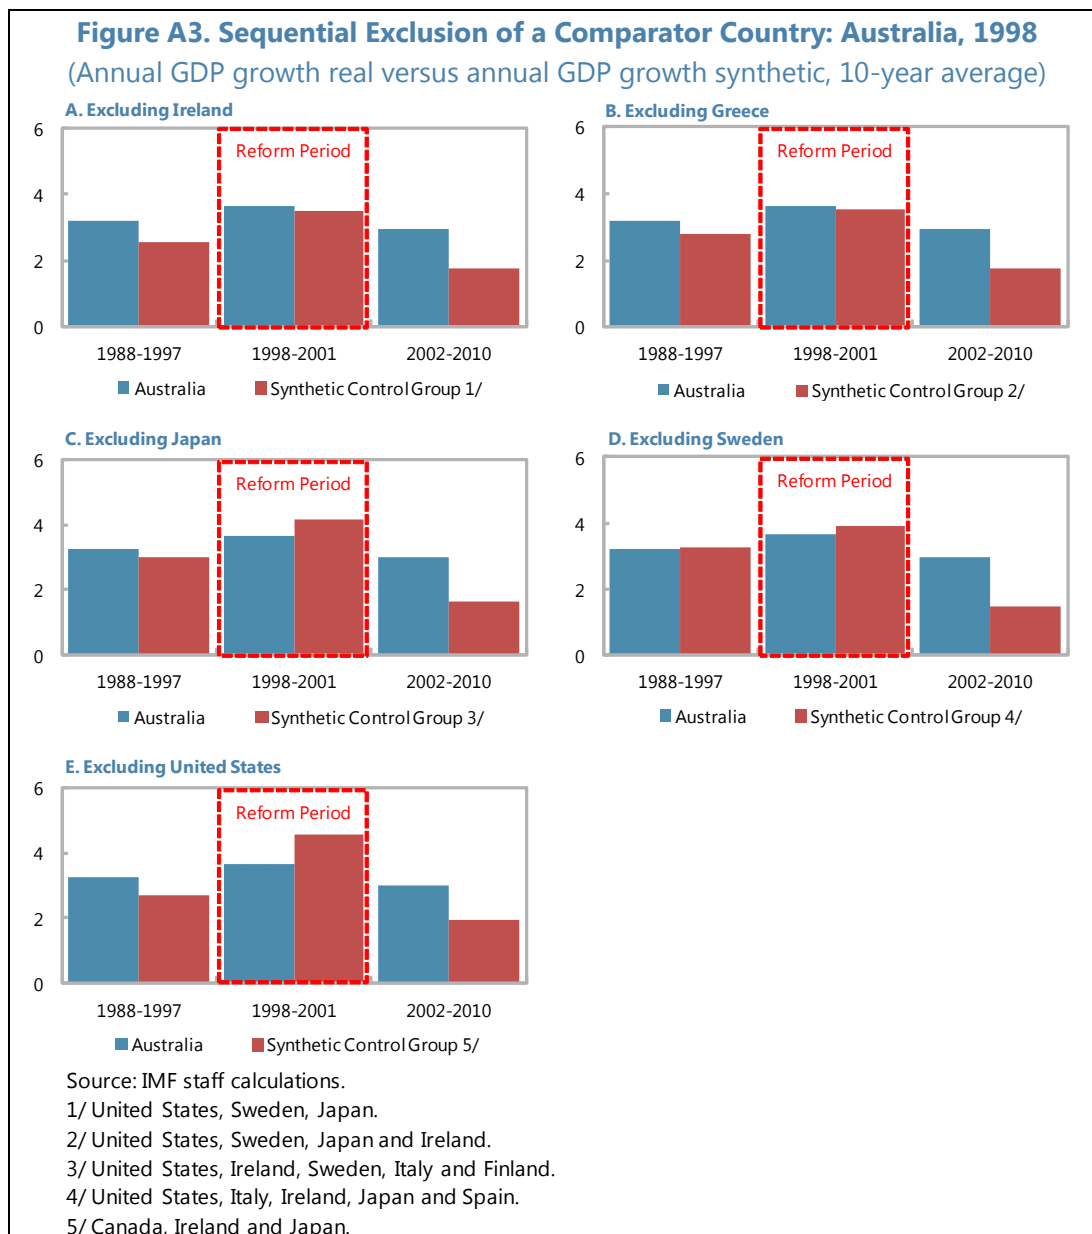 Figure A3. Sequential Exclusion of a Comparator Country: Australia, 1998
(Annual GDP growth real versus annual GDP growth synthetic, 10-year average)
A. Excluding Ireland
6
4
2
0
Reform Period
1988-1997 1998-2001 2002-2010
Australia Synthetic Control Group 1/
B. Excluding Greece
6
4
2
0
Reform Period
1988-1997 1998-2001 2002-2010
Australia Synthetic Control Group 2/
C. Excluding Japan
6
4
2
0
Reform Period
1988-1997 1998-2001 2002-2010
Australia Synthetic Control Group 3/
D. Excluding Sweden
6
4
2
0
Reform Period
1988-1997 1998-2001 2002-2010
Australia Synthetic Control Group 4/
E. Excluding United States
6
4
2
0
Reform Period
1988-1997 1998-2001 2002-2010
Australia Synthetic Control Group 5/
Source: IMF staff calculations.
1/ United States, Sweden, Japan.
2/ United States, Sweden, Japan and Ireland.
3/ United States, Ireland, Sweden, Italy and Finland.
4/ United States, Italy, Ireland, Japan and Spain.
5/ Canada, Ireland and Japan.